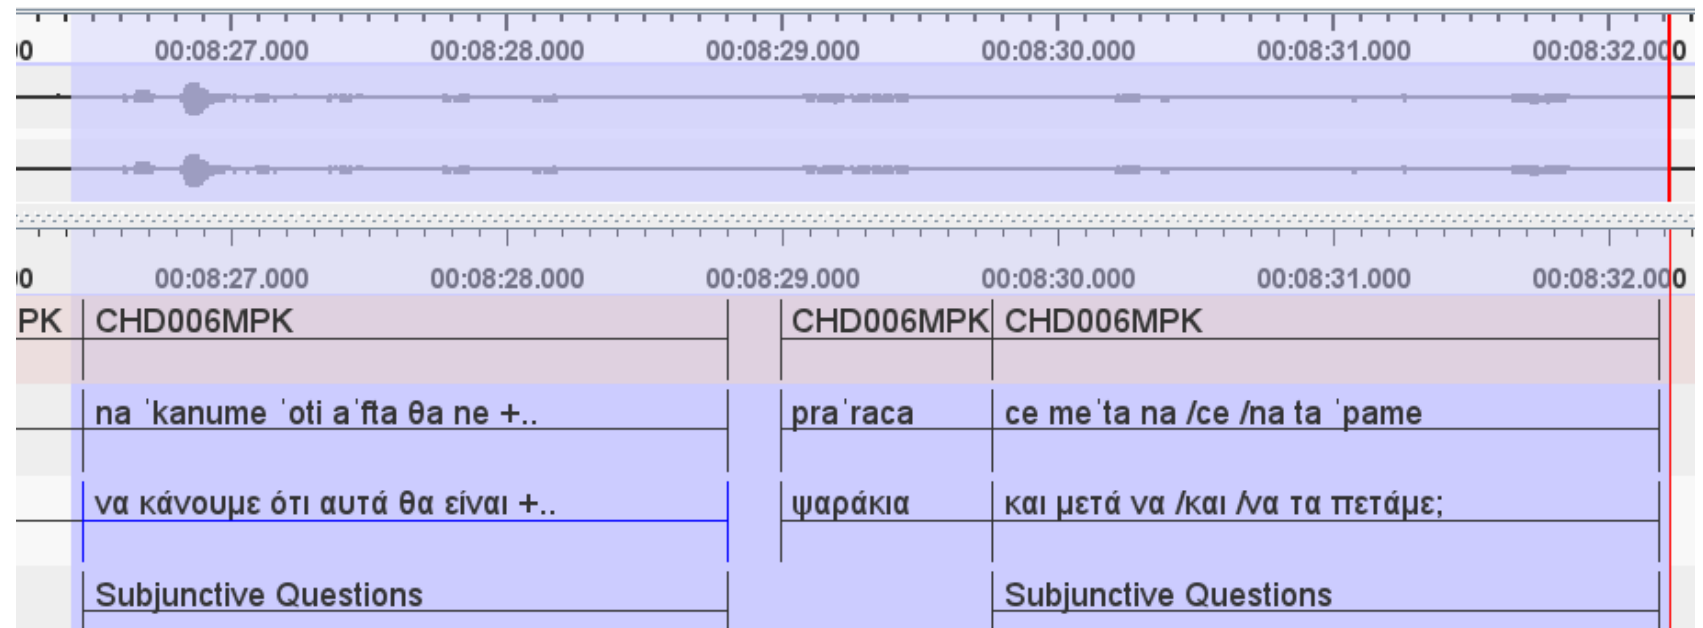 00 00:08:27.000 00:08:28.000 00:08:29.000 00:08:30.000 00:08:31.000 00:08:32.000
00 00:08:27.000 00:08:28.000 00:08:29.000 00:08:30.000 00:08:31.000 00:08:32.000
PK CHD006MPK CHD006MPK CHD006MPK
na ˈkanume ˈoti aˈfta θa ne +.. praˈraca ce meˈta na /ce /na ta ˈpame
να κάνουμε ότι αυτά θα είναι +.. ψαράκια και μετά να /και /να τα πετάμε;
Subjunctive Questions Subjunctive Questions